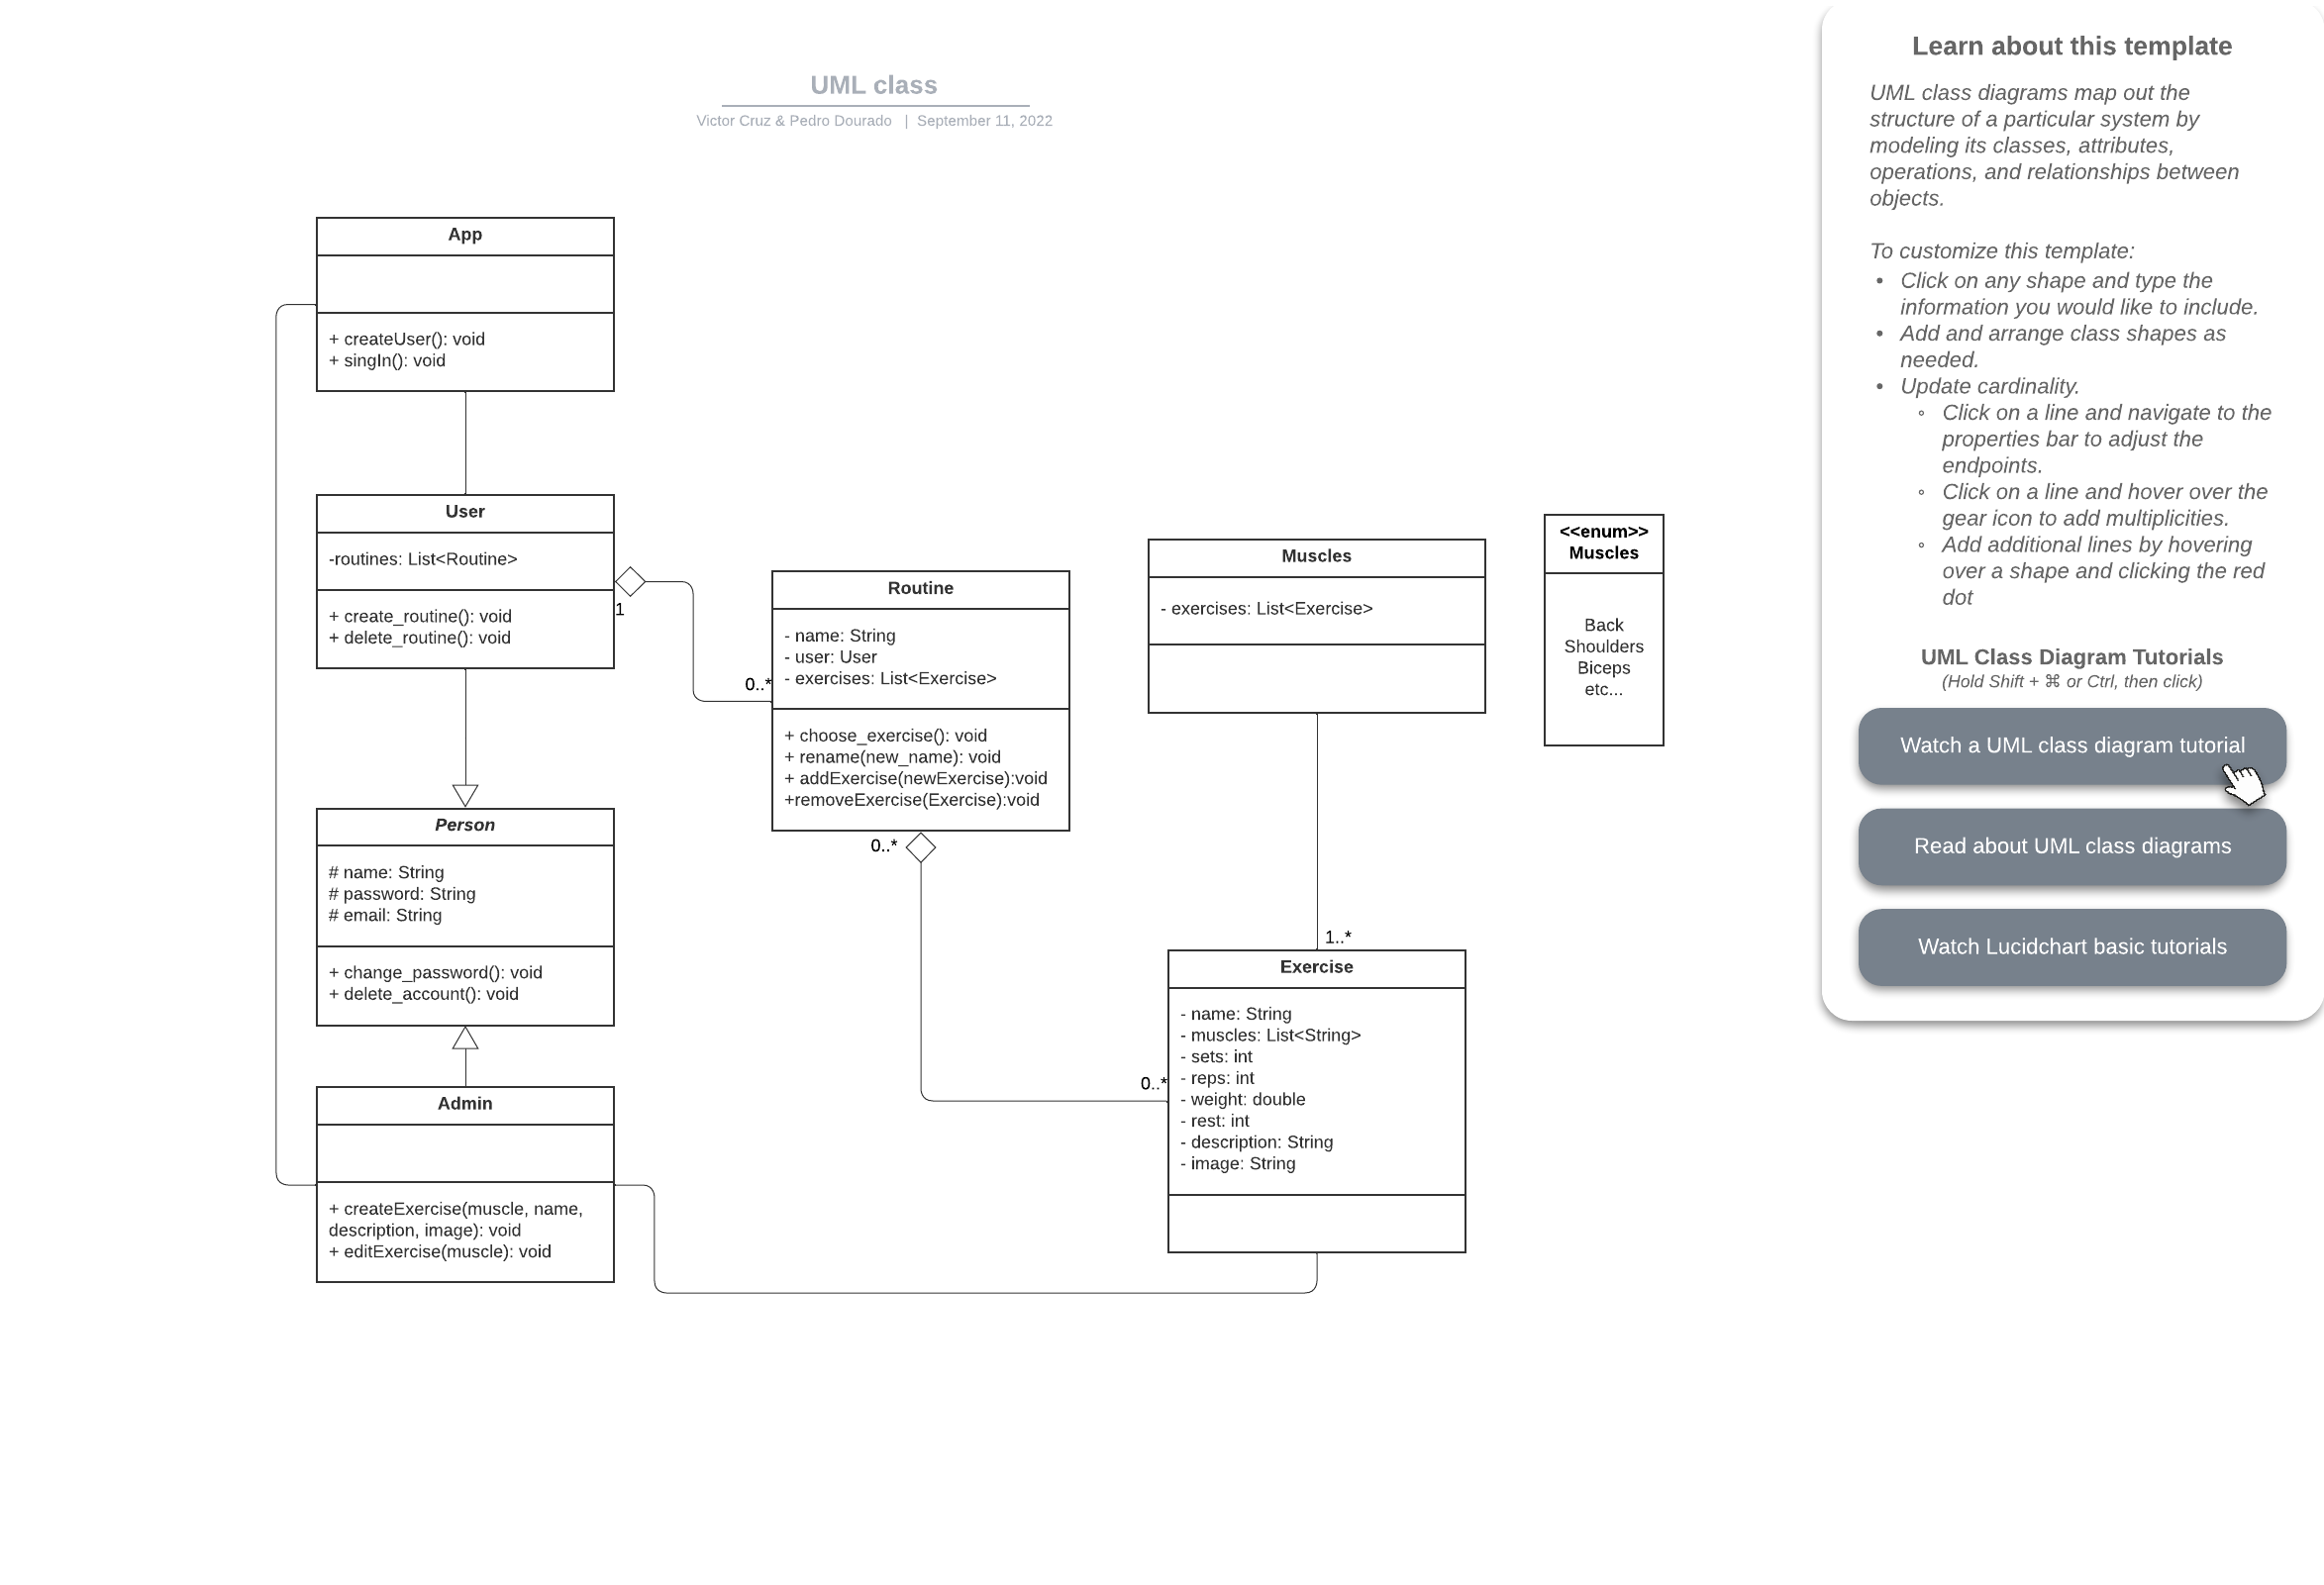 UML class
Victor Cruz & Pedro Dourado | September 11, 2022
App
+ createUser(): void
+ singIn(): void
User
-routines: List<Routine>
+ create_routine(): void
+ delete_routine(): void
1
0..*
Routine
- name: String
- user: User
- exercises: List<Exercise>
+ choose_exercise(): void
+ rename(new_name): void
+ addExercise(newExercise):void
+removeExercise(Exercise):void
0..*
Muscles
- exercises: List<Exercise>
<<enum>>
Muscles
Back
Shoulders
Biceps
etc...
Person
# name: String
# password: String
# email: String
+ change_password(): void
+ delete_account(): void
1..*
Exercise
- name: String
- muscles: List<String>
- sets: int
- reps: int
- weight: double
- rest: int
- description: String
- image: String
0..*
Admin
+ createExercise(muscle, name,
description, image): void
+ editExercise(muscle): void
Learn about this template
UML class diagrams map out the
structure of a particular system by
modeling its classes, attributes,
operations, and relationships between
objects.
To customize this template:
• Click on any shape and type the
information you would like to include.
• Add and arrange class shapes as
needed.
• Update cardinality.
◦ Click on a line and navigate to the
properties bar to adjust the
endpoints.
◦ Click on a line and hover over the
gear icon to add multiplicities.
◦ Add additional lines by hovering
over a shape and clicking the red
dot
UML Class Diagram Tutorials
(Hold Shift + ⌘ or Ctrl, then click)
Watch a UML class diagram tutorial
Read about UML class diagrams
Watch Lucidchart basic tutorials